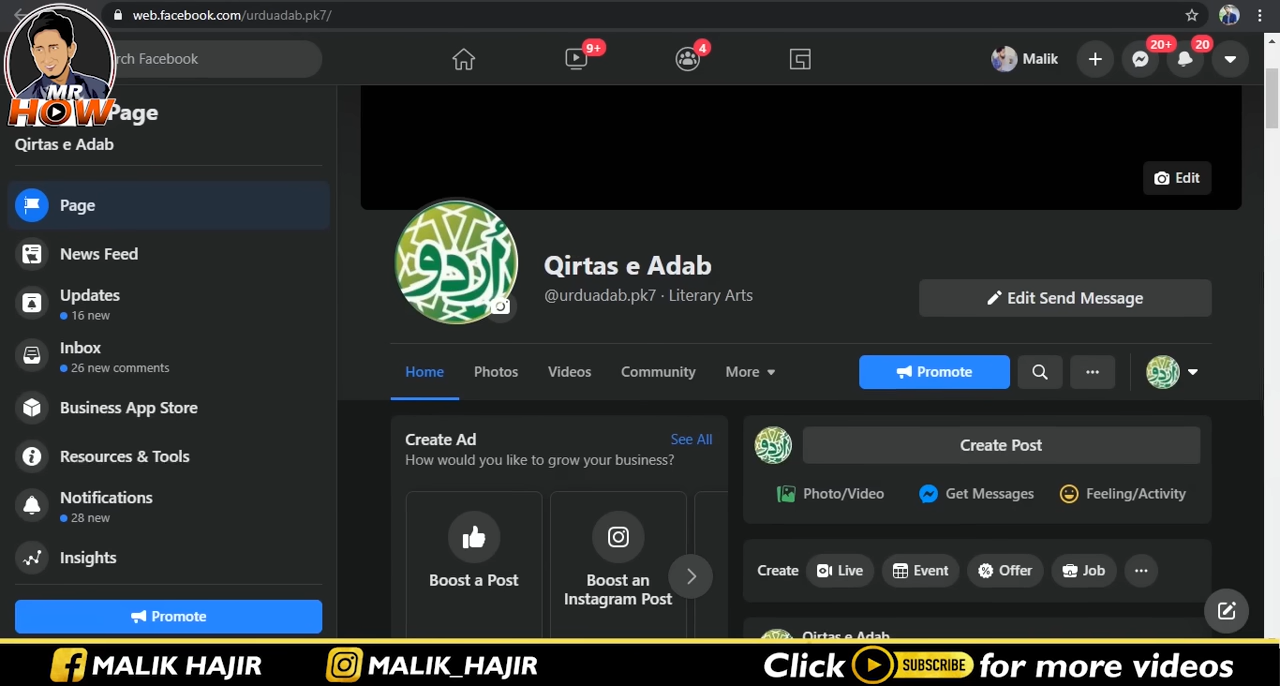 web.facebook.com/urduadab.pk7/
rch Facebook
9+
4
Malik
20+
20
MR
HOW
Page
Qirtas e Adab
Page
News Feed
Updates
16 new
Inbox
26 new comments
Business App Store
Resources & Tools
Notifications
28 new
Insights
Promote
Edit
اُردو
Qirtas e Adab
@urduadab.pk7 · Literary Arts
Edit Send Message
Home
Photos
Videos
Community
More
Promote
Create Ad
See All
How would you like to grow your business?
Boost a Post
Boost an
Instagram Post
Create Post
Photo/Video
Get Messages
Feeling/Activity
Create
Live
Event
Offer
Job
Qirtas e Adab
MALIK HAJIR
MALIK_HAJIR
Click SUBSCRIBE for more videos